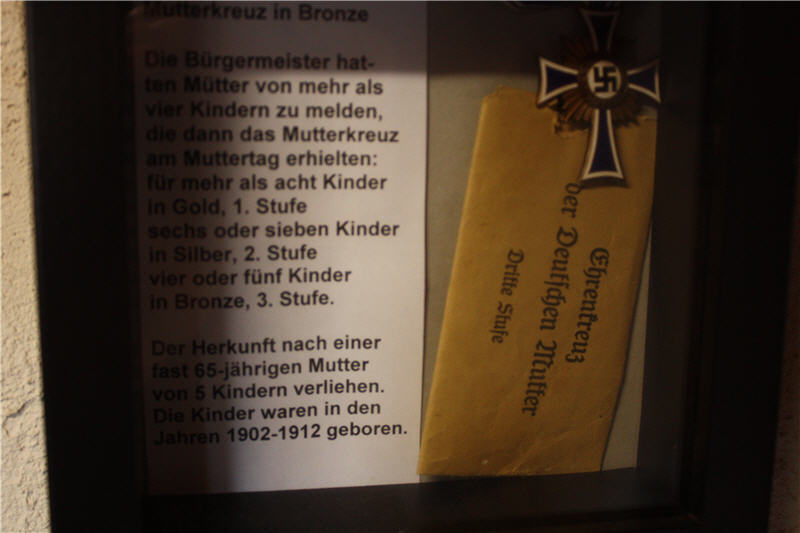 Mutterkreuz in Bronze
Die Bürgermeister hat-
ten Mütter von mehr als
vier Kindern zu melden,
die dann das Mutterkreuz
am Muttertag erhielten:
für mehr als acht Kinder
in Gold, 1. Stufe
sechs oder sieben Kinder
in Silber, 2. Stufe
vier oder fünf Kinder
in Bronze, 3. Stufe.
Der Herkunft nach einer
fast 65-jährigen Mutter
von 5 Kindern verliehen.
Die Kinder waren in den
Jahren 1902-1912 geboren.
Ehrenkreuz
der Deutschen Mutter
Dritte Stufe